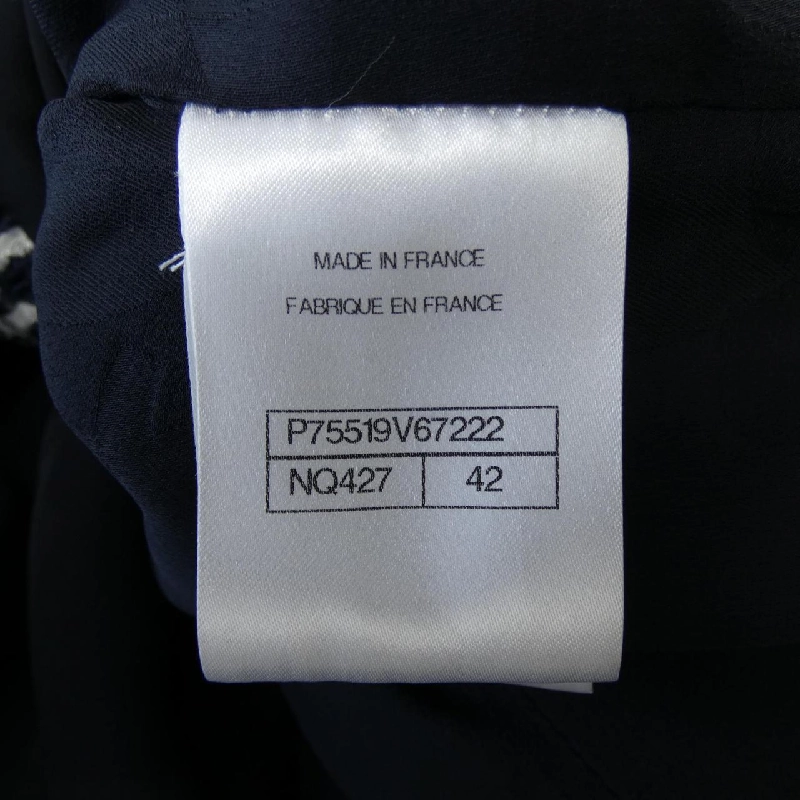 MADE IN FRANCE
FABRIQUE EN FRANCE
P75519V67222
NQ427 42